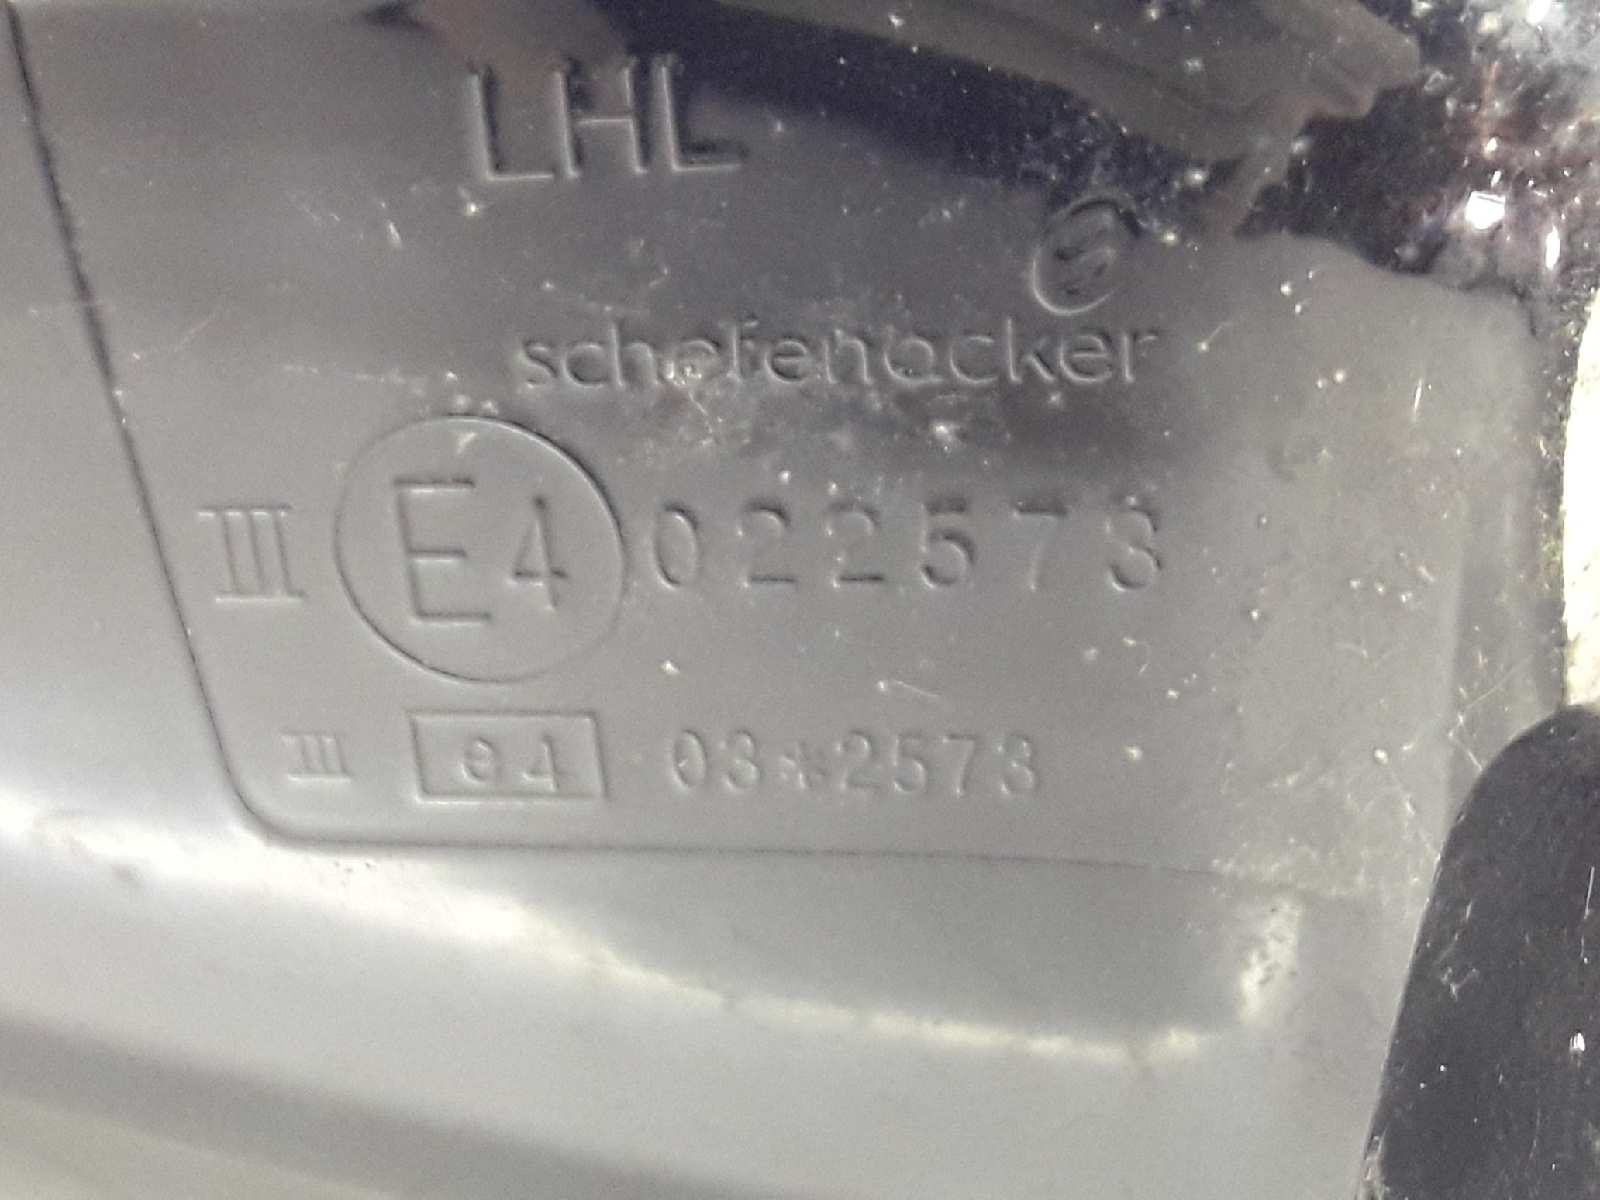 LHL
S
schefenacker
III E4 022573
III e4 03*2573